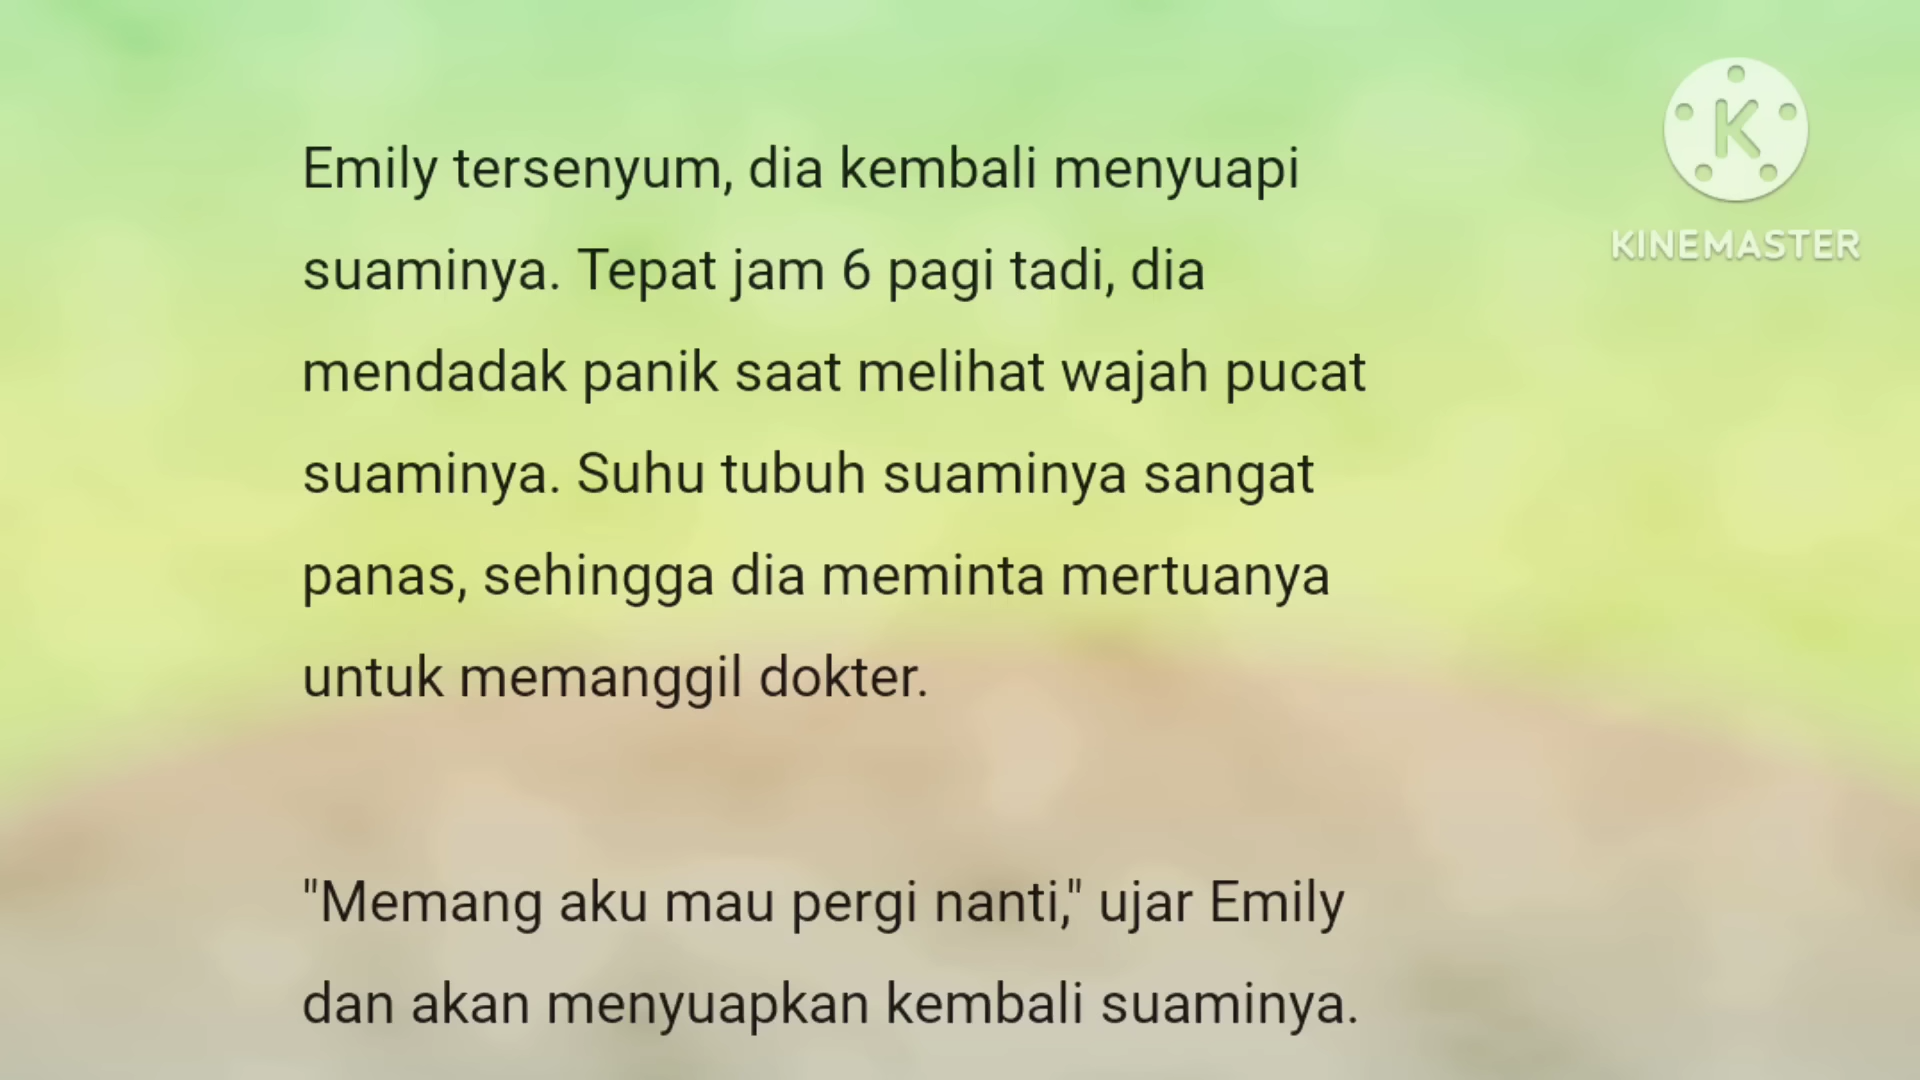 Emily tersenyum, dia kembali menyuapi
suaminya. Tepat jam 6 pagi tadi, dia
mendadak panik saat melihat wajah pucat
suaminya. Suhu tubuh suaminya sangat
panas, sehingga dia meminta mertuanya
untuk memanggil dokter.
"Memang aku mau pergi nanti," ujar Emily
dan akan menyuapkan kembali suaminya.
K
KINEMASTER